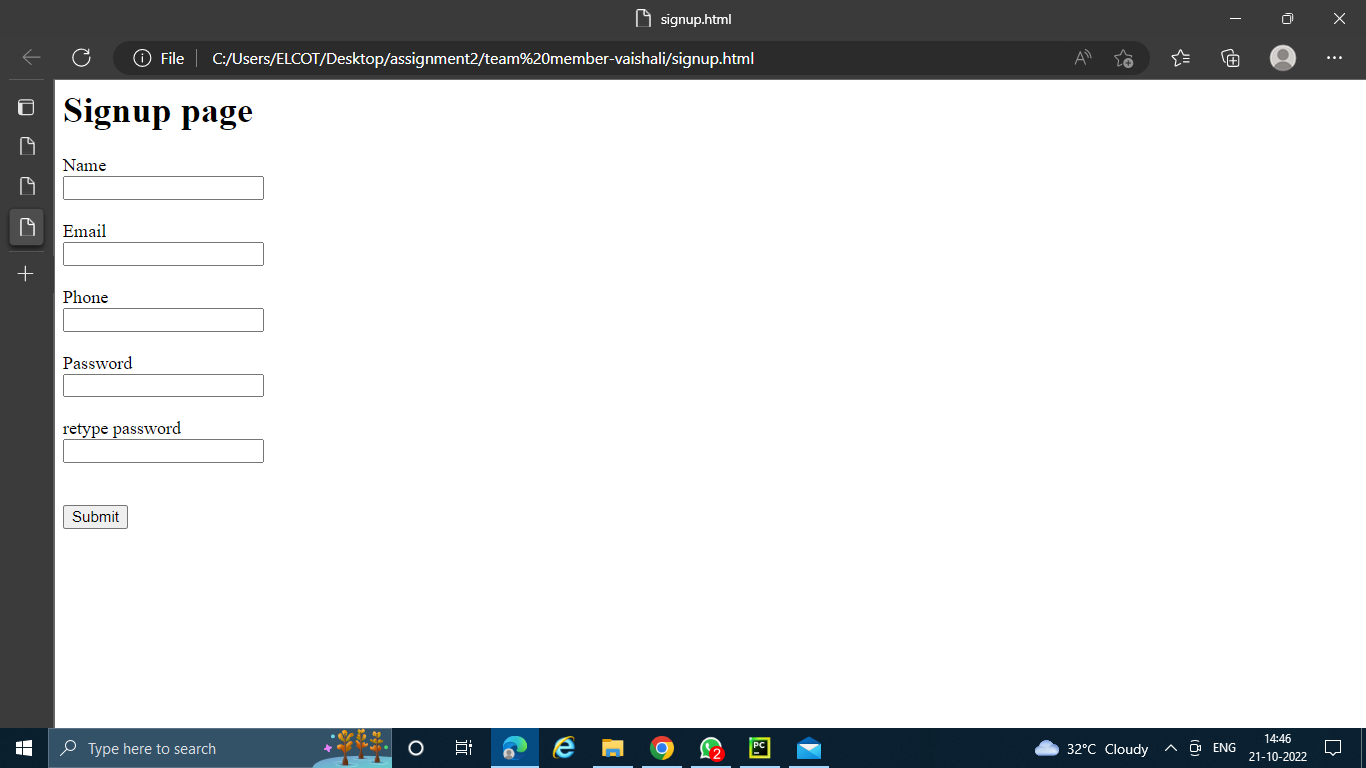 signup.html
File
C:/Users/ELCOT/Desktop/assignment2/team%20member-vaishali/signup.html
Signup page
Name
Email
Phone
Password
retype password
Submit
Type here to search
2
PC
32°C Cloudy
ENG
14:46
21-10-2022